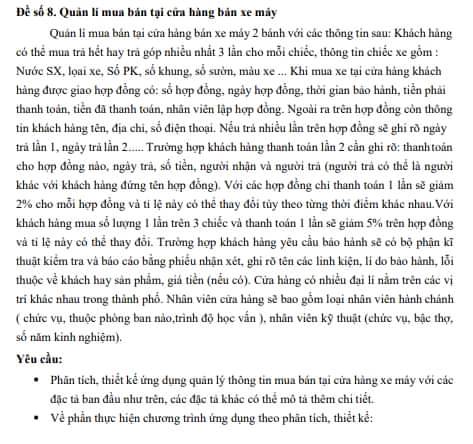 Đề số 8. Quản lí mua bán tại cửa hàng bán xe máy
Quản lí mua bán tại cửa hàng bán xe máy 2 bánh với các thông tin sau: Khách hàng
có thể mua trả hết hay trả góp nhiều nhất 3 lần cho mỗi chiếc, thông tin chiếc xe gồm :
Nước SX, lọai xe, Số PK, số khung, số sườn, màu xe ... Khi mua xe tại cửa hàng khách
hàng được giao hợp đồng có: số hợp đồng, ngày hợp đồng, thời gian bảo hành, tiền phải
thanh toán, tiền đã thanh toán, nhân viên lập hợp đồng. Ngoài ra trên hợp đồng còn thông
tin khách hàng tên, địa chỉ, số điện thoại. Nếu trả nhiều lần trên hợp đồng sẽ ghi rõ ngày
trả lần 1, ngày trả lần 2..... Trường hợp khách hàng thanh toán lần 2 cần ghi rõ: thanh toán
cho hợp đồng nào, ngày trả, số tiền, người nhận và người trả (người trả có thể là người
khác với khách hàng đứng tên hợp đồng). Với các hợp đồng chỉ thanh toán 1 lần sẽ giảm
2% cho mỗi hợp đồng và tỉ lệ này có thể thay đổi tùy theo từng thời điểm khác nhau.Với
khách hàng mua số lượng 1 lần trên 3 chiếc và thanh toán 1 lần sẽ giảm 5% trên hợp đồng
và tỉ lệ này có thể thay đổi. Trường hợp khách hàng yêu cầu bảo hành sẽ có bộ phận kĩ
thuật kiểm tra và báo cáo bằng phiếu nhận xét, ghi rõ tên các linh kiện, lí do bảo hành, lỗi
thuộc về khách hay sản phẩm, giá tiền (nếu có). Cửa hàng có nhiều đại lí nằm trên các vị
trí khác nhau trong thành phố. Nhân viên cửa hàng sẽ bao gồm loại nhân viên hành chánh
( chức vụ, thuộc phòng ban nào,trình độ học vấn ), nhân viên kỹ thuật (chức vụ, bậc thợ,
số năm kinh nghiệm).
Yêu cầu:
• Phân tích, thiết kế ứng dụng quản lý thông tin mua bán tại cửa hàng xe máy với các
đặc tả ban đầu như trên, các đặc tả khác có thể mô tả thêm chi tiết.
• Về phần thực hiện chương trình ứng dụng theo phân tích, thiết kế: